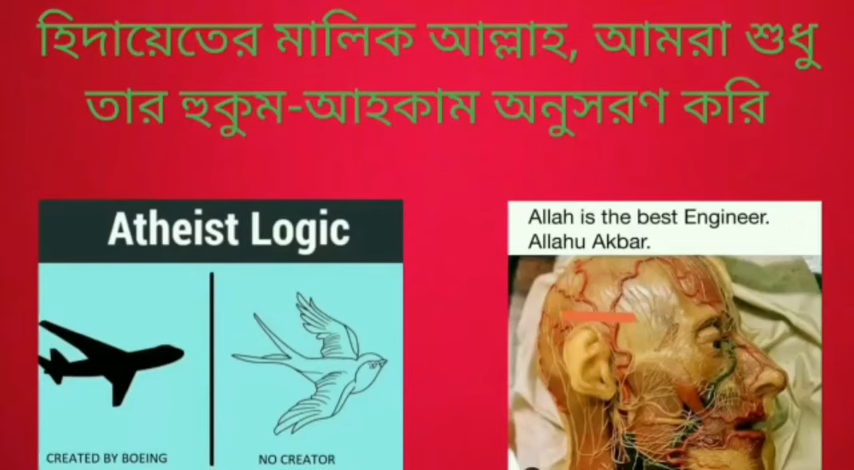 হিদায়েতের মালিক আল্লাহ, আমরা শুধু
তার হুকুম-আহকাম অনুসরণ করি
Atheist Logic
CREATED BY BOEING
NO CREATOR
Allah is the best Engineer.
Allahu Akbar.